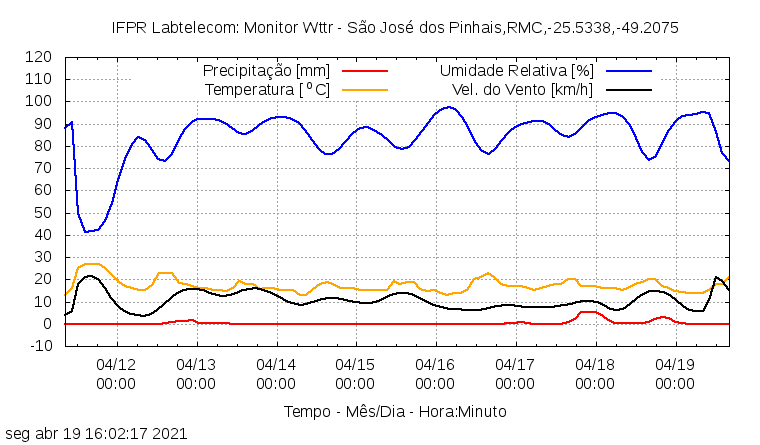 IFPR Labtelecom: Monitor Wttr - São José dos Pinhais,RMC,-25.5338,-49.2075
120
110
100
90
80
70
60
50
40
30
20
10
0
-10
Precipitação [mm]
Temperatura [⁰C]
Umidade Relativa [%]
Vel. do Vento [km/h]
04/12 04/13 04/14 04/15 04/16 04/17 04/18 04/19
00:00 00:00 00:00 00:00 00:00 00:00 00:00 00:00
Tempo - Mês/Dia - Hora:Minuto
seg abr 19 16:02:17 2021